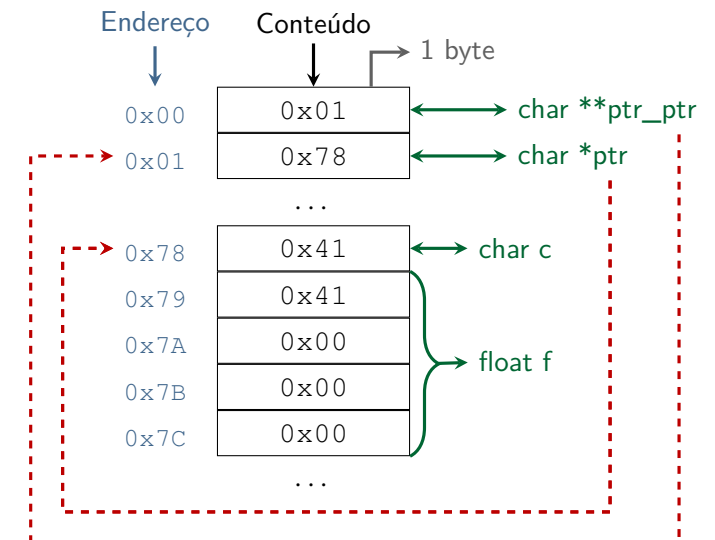 Endereço Conteúdo
1 byte
0x00 0x01 char **ptr_ptr
0x01 0x78 char *ptr
...
0x78 0x41 char c
0x79 0x41
0x7A 0x00
float f
0x7B 0x00
0x7C 0x00
...